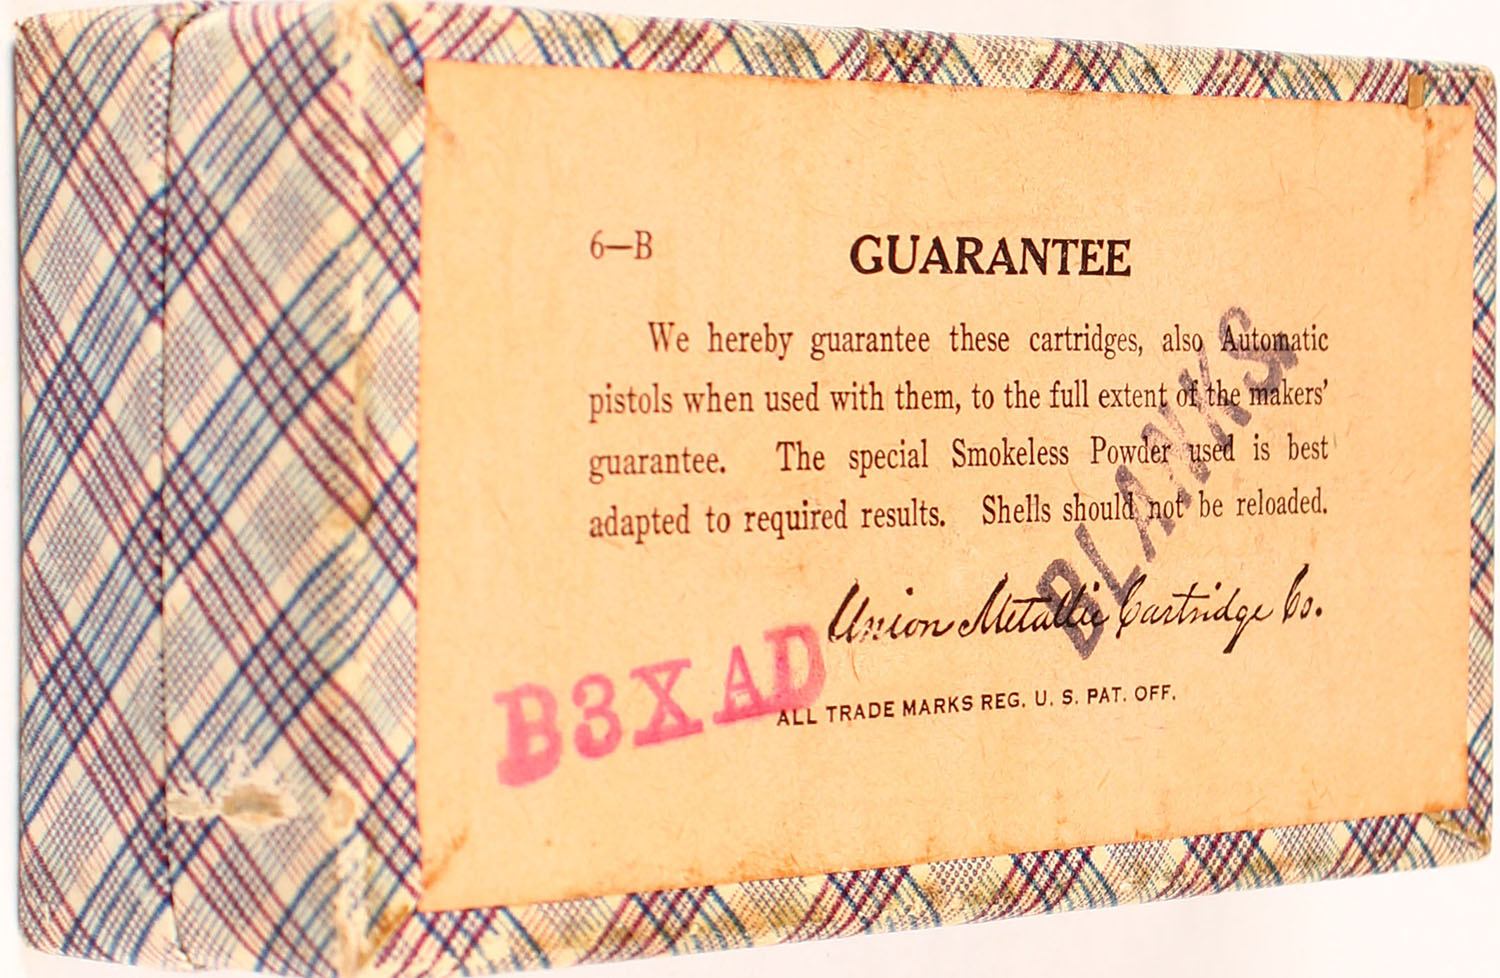 6—B GUARANTEE
We hereby guarantee these cartridges, also Automatic
pistols when used with them, to the full extent of the makers'
guarantee. The special Smokeless Powder used is best
adapted to required results. Shells should not be reloaded.
Union Metallic Cartridge Co.
ALL TRADE MARKS REG. U. S. PAT. OFF.
B3XAD
BLANKS.